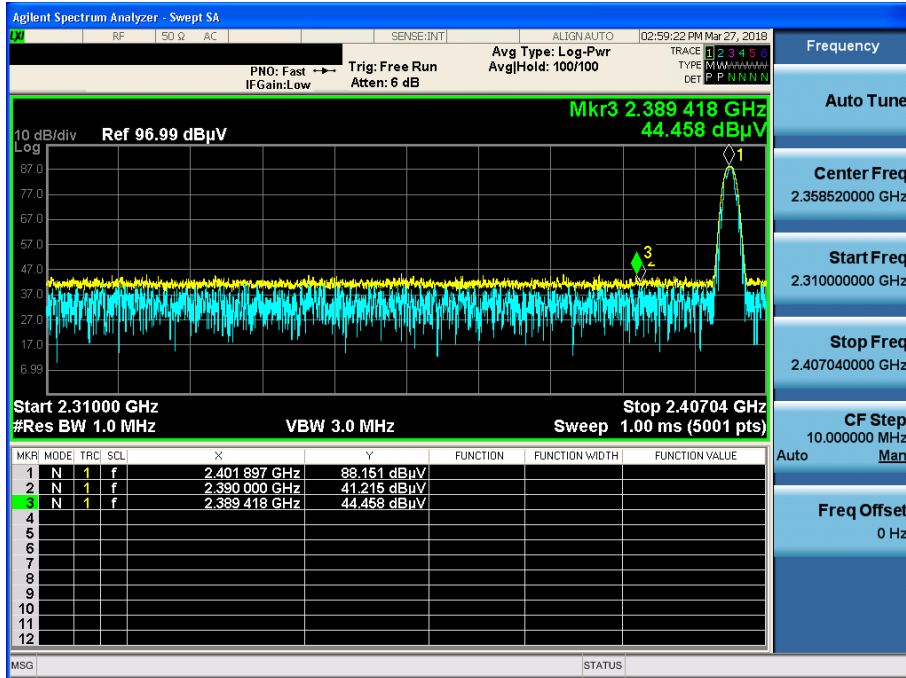 Agilent Spectrum Analyzer - Swept SA
LXI RF 50 Ω AC SENSE:INT ALIGN AUTO 02:59:22 PM Mar 27, 2018
PNO: Fast Trig: Free Run Avg Type: Log-Pwr TRACE 1 2 3 4 5 6
IFGain:Low Atten: 6 dB Avg|Hold: 100/100 TYPE M W
DET P P N N N N
Mkr3 2.389 418 GHz
44.458 dBµV
10 dB/div Ref 96.99 dBµV
Log
87.0
77.0
67.0
57.0
47.0
37.0
27.0
17.0
6.99
1
3
2
Start 2.31000 GHz Stop 2.40704 GHz
#Res BW 1.0 MHz VBW 3.0 MHz Sweep 1.00 ms (5001 pts)
MKR MODE TRC SCL X Y FUNCTION FUNCTION WIDTH FUNCTION VALUE
1 N 1 f 2.401 897 GHz 88.151 dBµV
2 N 1 f 2.390 000 GHz 41.215 dBµV
3 N 1 f 2.389 418 GHz 44.458 dBµV
4
5
6
7
8
9
10
11
12
MSG STATUS
Frequency
Auto Tune
Center Freq
2.358520000 GHz
Start Freq
2.310000000 GHz
Stop Freq
2.407040000 GHz
CF Step
10.000000 MHz
Auto Man
Freq Offset
0 Hz